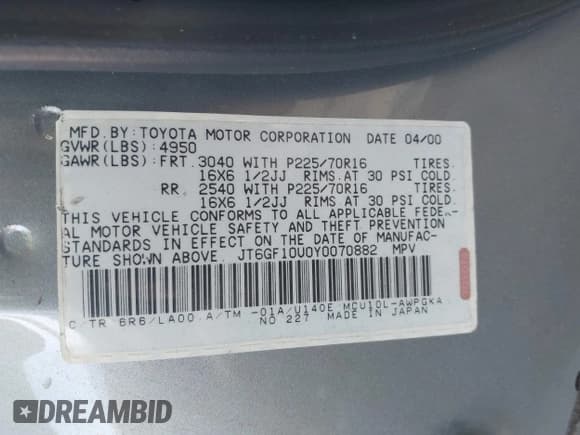 MFD. BY: TOYOTA MOTOR CORPORATION DATE 04/00
GVWR(LBS): 4950
GAWR(LBS): FRT. 3040 WITH P225/70R16 TIRES.
16X6 1/2JJ RIMS. AT 30 PSI COLD.
RR. 2540 WITH P225/70R16 TIRES.
16X6 1/2JJ RIMS. AT 30 PSI COLD.
THIS VEHICLE CONFORMS TO ALL APPLICABLE FEDER-
AL MOTOR VEHICLE SAFETY AND THEFT PREVENTION
STANDARDS IN EFFECT ON THE DATE OF MANUFAC-
TURE SHOWN ABOVE. JT6GF10U0Y0070882 MPV
C/TR 6R6/LA00 A/TM -01A/U140E MCU10L-AWPGKA
NO 227 MADE IN JAPAN
DREAMBID